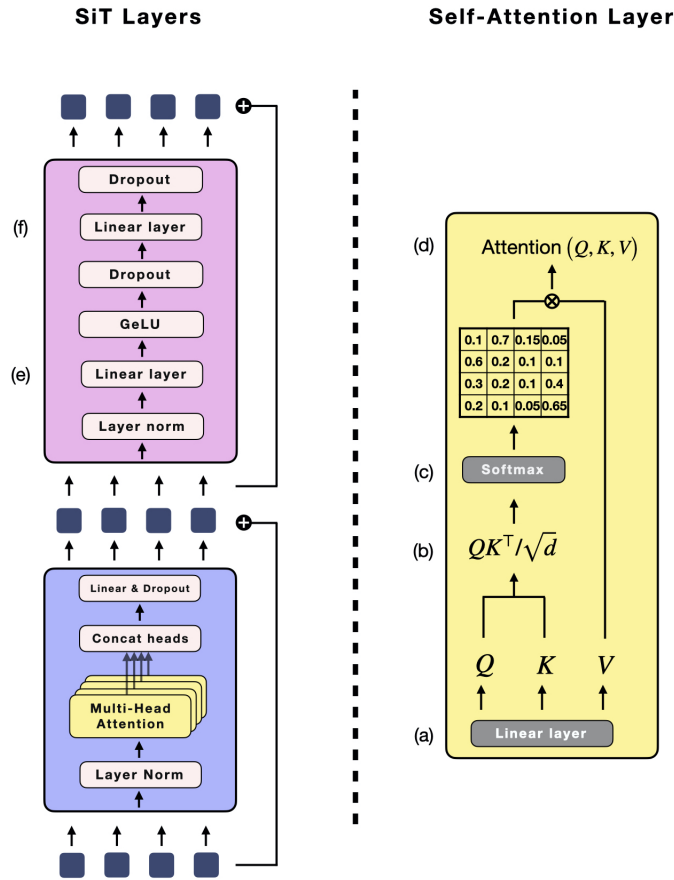 SiT Layers
Dropout
(f)
Linear layer
Dropout
GeLU
(e)
Linear layer
Layer norm
Linear & Dropout
Concat heads
Multi-Head
Attention
Layer Norm
Self-Attention Layer
(d)
Attention (Q, K, V)
0.1 0.7 0.15 0.05
0.6 0.2 0.1 0.1
0.3 0.2 0.1 0.4
0.2 0.1 0.05 0.65
(c)
Softmax
(b)
QK⊤/√d
Q K V
(a)
Linear layer